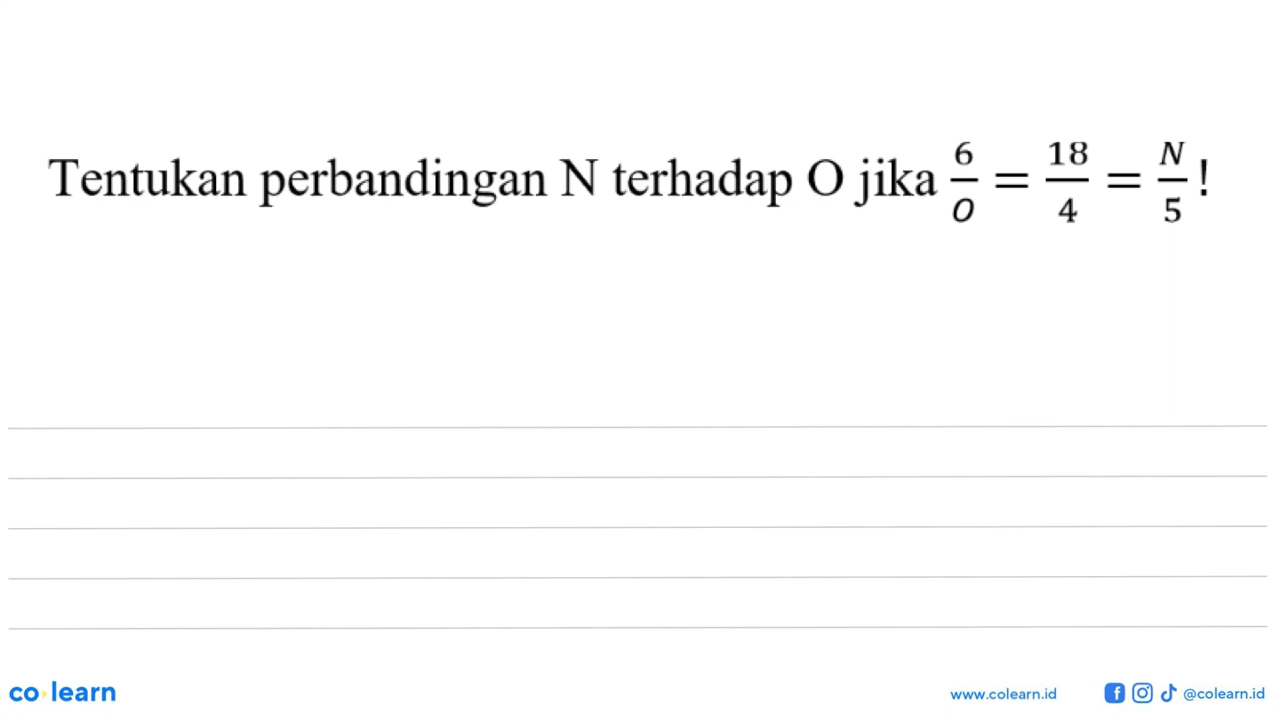 Tentukan perbandingan N terhadap O jika 6/O = 18/4 = N/5 !
co learn
www.colearn.id @colearn.id